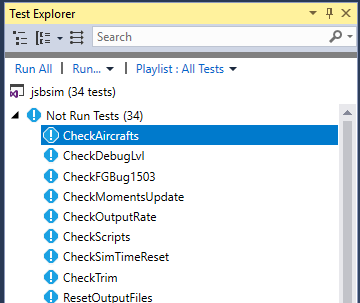 Test Explorer
Search
Run All Run... Playlist : All Tests
jsbsim (34 tests)
Not Run Tests (34)
CheckAircrafts
CheckDebugLvl
CheckFGBug1503
CheckMomentsUpdate
CheckOutputRate
CheckScripts
CheckSimTimeReset
CheckTrim
ResetOutputFiles